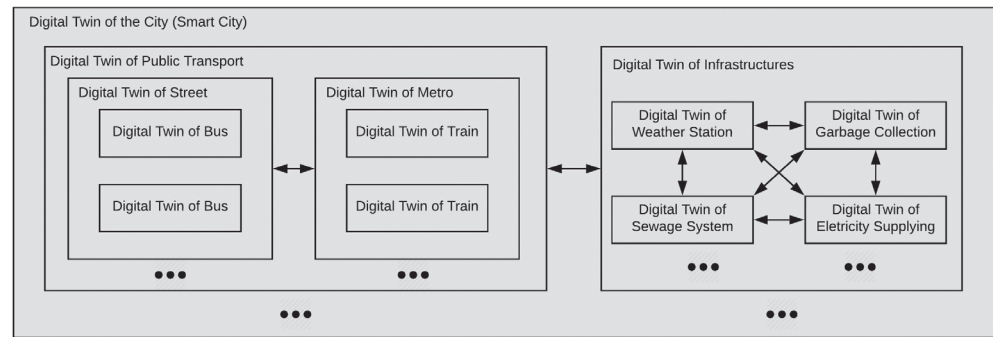 Digital Twin of the City (Smart City)
Digital Twin of Public Transport
Digital Twin of Street
Digital Twin of Bus
Digital Twin of Bus
Digital Twin of Metro
Digital Twin of Train
Digital Twin of Train
Digital Twin of Infrastructures
Digital Twin of
Weather Station
Digital Twin of
Garbage Collection
Digital Twin of
Sewage System
Digital Twin of
Eletricity Supplying